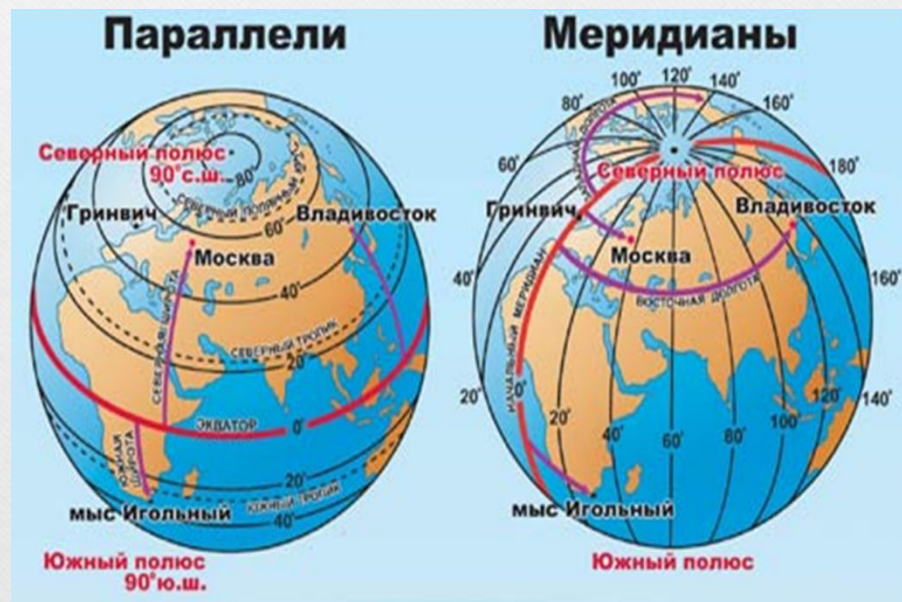 Параллели
Северный полюс
90°с.ш.
80°
СЕВЕРНЫЙ ПОЛЯРНЫЙ
Гринвич
Владивосток
60°
Москва
40°
СЕВЕРНАЯ ШИРОТА
СЕВЕРНЫЙ ТРОПИК
20°
ЭКВАТОР
0°
ЮЖНАЯ
ШИРОТА
20°
ЮЖНЫЙ ТРОПИК
мыс Игольный
40°
Южный полюс
90°ю.ш.
Меридианы
100°
120°
140°
80°
160°
60°
ДОЛГОТА
180°
Северный полюс
Гринвич
Владивосток
Москва
40°
160°
ВОСТОЧНАЯ ДОЛГОТА
НАЧАЛЬНЫЙ МЕРИДИАН
20°
0°
20°
40°
60°
80°
100°
120°
140°
мыс Игольный
Южный полюс